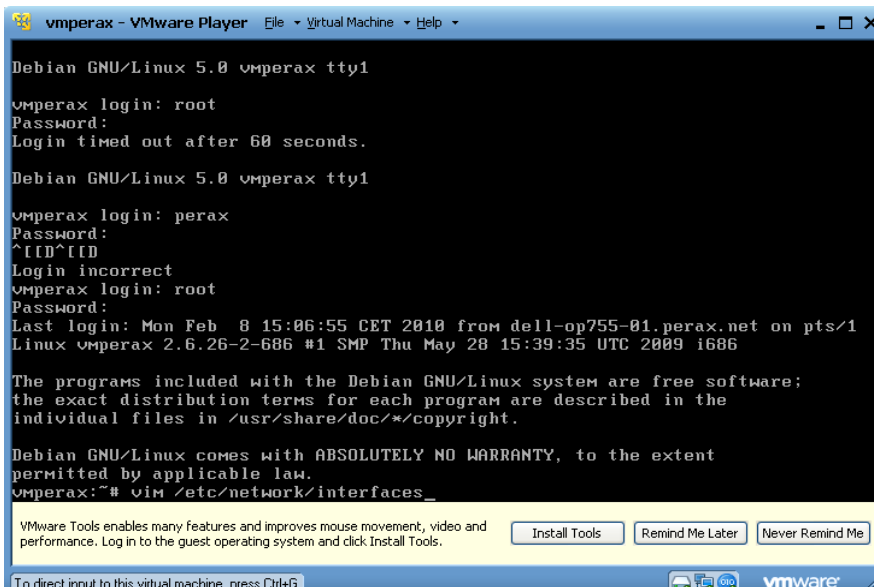 vmperax - VMware Player File Virtual Machine Help
Debian GNU/Linux 5.0 vmperax tty1
vmperax login: root
Password:
Login timed out after 60 seconds.
Debian GNU/Linux 5.0 vmperax tty1
vmperax login: perax
Password:
^[[D^[[D
Login incorrect
vmperax login: root
Password:
Last login: Mon Feb  8 15:06:55 CET 2010 from dell-op755-01.perax.net on pts/1
Linux vmperax 2.6.26-2-686 #1 SMP Thu May 28 15:39:35 UTC 2009 i686
The programs included with the Debian GNU/Linux system are free software;
the exact distribution terms for each program are described in the
individual files in /usr/share/doc/*/copyright.
Debian GNU/Linux comes with ABSOLUTELY NO WARRANTY, to the extent
permitted by applicable law.
vmperax:~# vim /etc/network/interfaces_
VMware Tools enables many features and improves mouse movement, video and
performance. Log in to the guest operating system and click Install Tools.
Install Tools Remind Me Later Never Remind Me
To direct input to this virtual machine, press Ctrl+G. vmware